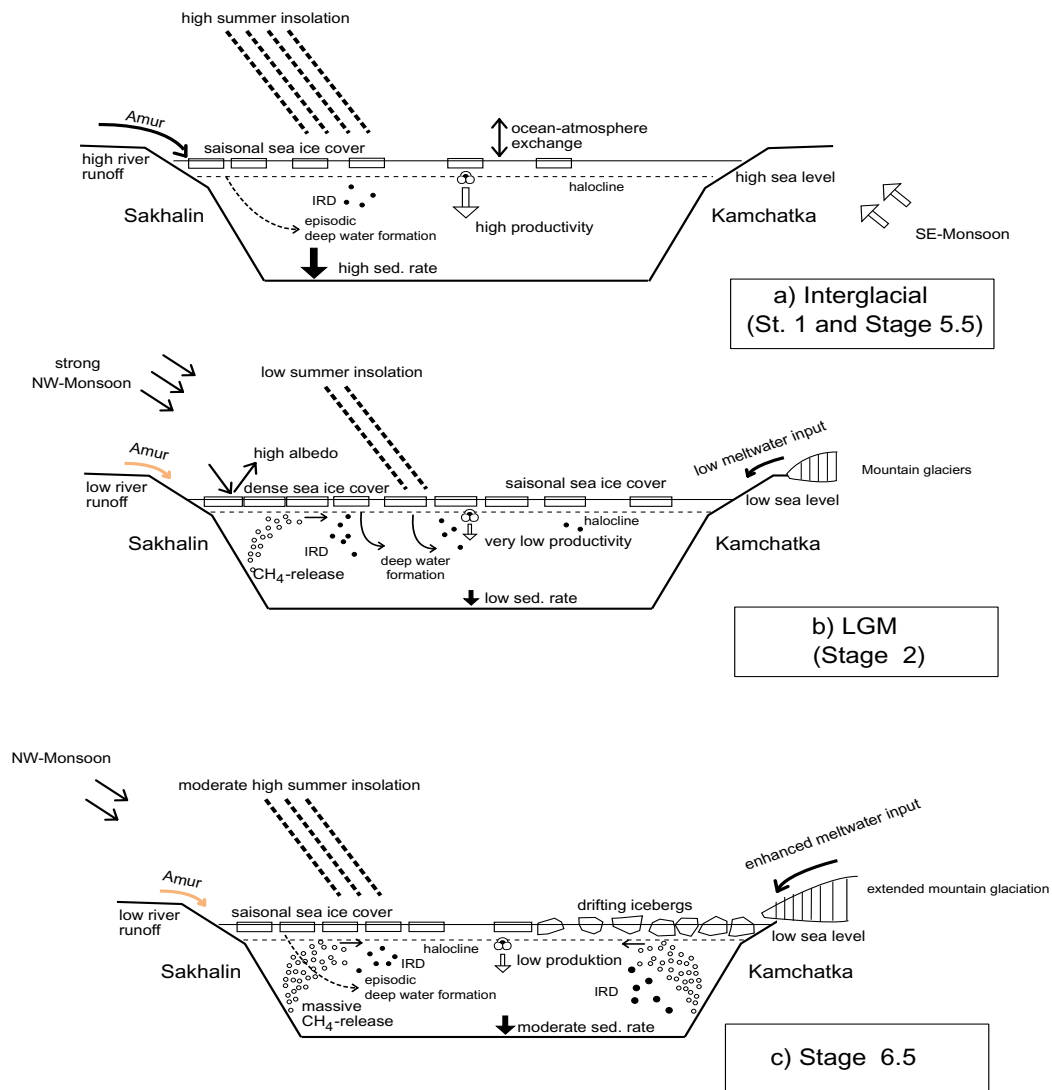 high summer insolation
Amur
saisonal sea ice cover
ocean-atmosphere
exchange
high river
runoff
halocline
high sea level
IRD
Sakhalin
Kamchatka
episodic
deep water formation
high productivity
SE-Monsoon
high sed. rate
a) Interglacial
(St. 1 and Stage 5.5)
strong
NW-Monsoon
low summer insolation
Amur
high albedo
low meltwater input
Mountain glaciers
low river
runoff
dense sea ice cover
saisonal sea ice cover
low sea level
halocline
Sakhalin
IRD
very low productivity
Kamchatka
deep water
formation
CH4-release
low sed. rate
b) LGM
(Stage 2)
NW-Monsoon
moderate high summer insolation
enhanced meltwater input
Amur
extended mountain glaciation
low river
runoff
saisonal sea ice cover
drifting icebergs
low sea level
halocline
Sakhalin
IRD
low produktion
Kamchatka
episodic
deep water formation
IRD
massive
CH4-release
moderate sed. rate
c) Stage 6.5